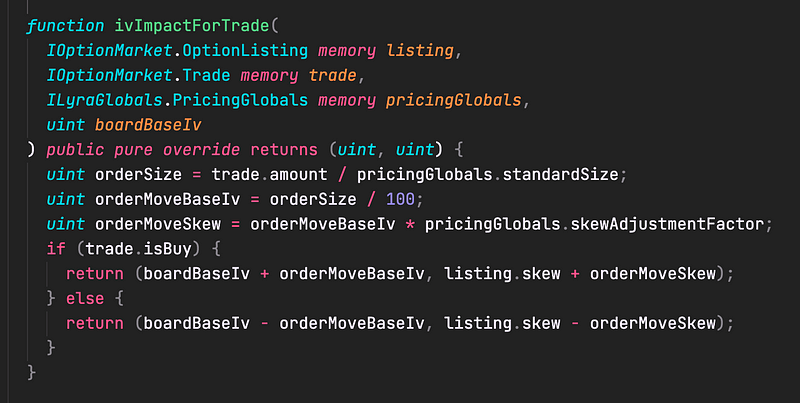 function ivImpactForTrade(
  IOptionMarket.OptionListing memory listing,
  IOptionMarket.Trade memory trade,
  ILyraGlobals.PricingGlobals memory pricingGlobals,
  uint boardBaseIv
) public pure override returns (uint, uint) {
  uint orderSize = trade.amount / pricingGlobals.standardSize;
  uint orderMoveBaseIv = orderSize / 100;
  uint orderMoveSkew = orderMoveBaseIv * pricingGlobals.skewAdjustmentFactor;
  if (trade.isBuy) {
    return (boardBaseIv + orderMoveBaseIv, listing.skew + orderMoveSkew);
  } else {
    return (boardBaseIv - orderMoveBaseIv, listing.skew - orderMoveSkew);
  }
}